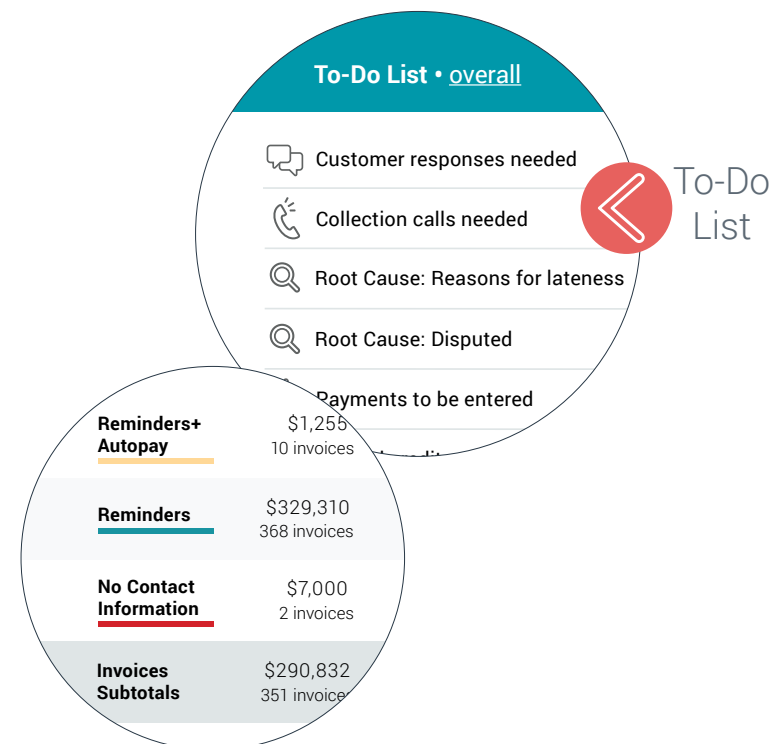 To-Do List • overall
Customer responses needed
Collection calls needed
Root Cause: Reasons for lateness
Root Cause: Disputed
Payments to be entered
To-Do
List
Reminders+
Autopay
$1,255
10 invoices
Reminders
$329,310
368 invoices
No Contact
Information
$7,000
2 invoices
Invoices
Subtotals
$290,832
351 invoices